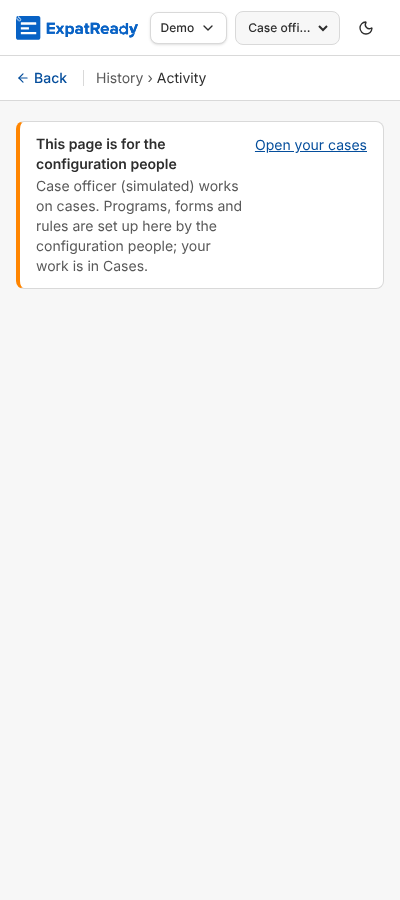 ExpatReady
Demo
Case offi...
← Back
History › Activity
This page is for the
configuration people
Open your cases
Case officer (simulated) works
on cases. Programs, forms and
rules are set up here by the
configuration people; your
work is in Cases.